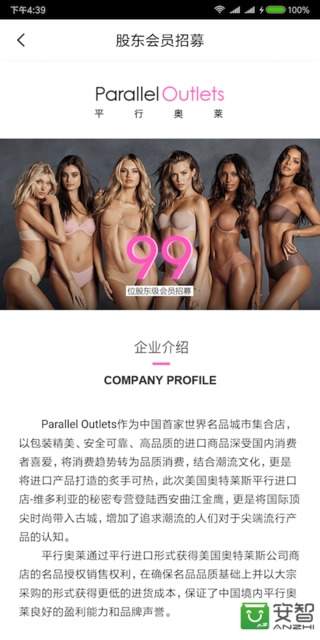 下午4:39
100%
股东会员招募
Parallel Outlets
平行奥莱
99
位股东级会员招募
企业介绍
COMPANY PROFILE
Parallel Outlets作为中国首家世界名品城市集合店，
以包装精美、安全可靠、高品质的进口商品深受国内消费
者喜爱，将消费趋势转为品质消费，结合潮流文化，更是
将进口产品打造的炙手可热，此次美国奥特莱斯平行进口
店-维多利亚的秘密专营登陆西安曲江金鹰，更是将国际顶
尖时尚带入古城，增加了追求潮流的人们对于尖端流行产
品的认知。
平行奥莱通过平行进口形式获得美国奥特莱斯公司商
店的名品授权销售权利，在确保名品品质基础上并以大宗
采购的形式获得更低的进货成本，保证了中国境内平行奥
莱良好的盈利能力和品牌声誉。
安智
ANZHI